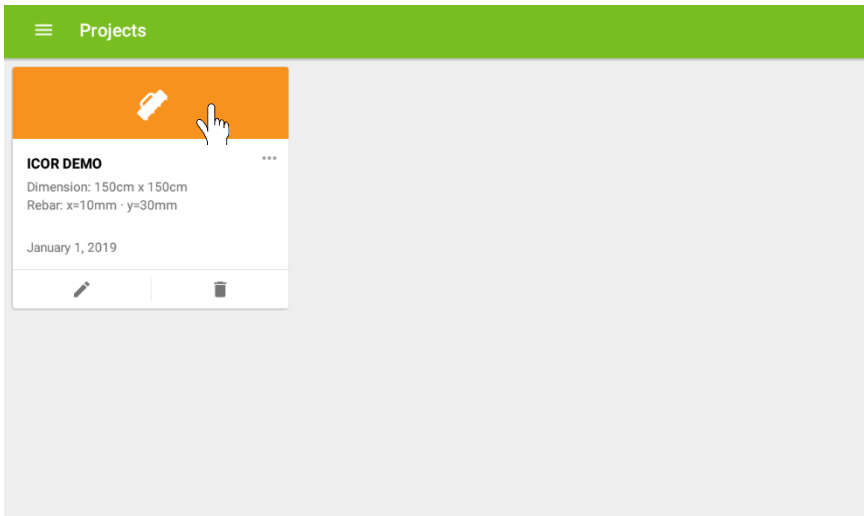 Projects
ICOR DEMO
Dimension: 150cm x 150cm
Rebar: x=10mm · y=30mm
January 1, 2019